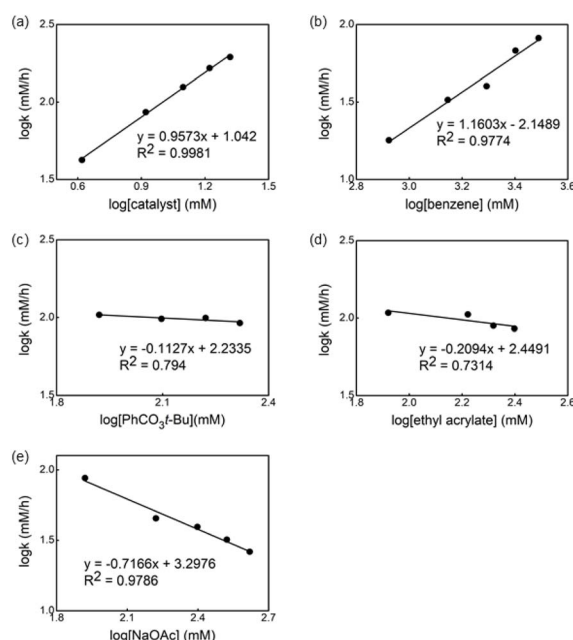 (a)
2.5
2.0
1.5
0.6
0.9
1.2
1.5
logk (mM/h)
y = 0.9573x + 1.042
R2 = 0.9981
log[catalyst] (mM)
(b)
2.0
1.5
1.0
2.8
3.0
3.2
3.4
3.6
logk (mM/h)
y = 1.1603x - 2.1489
R2 = 0.9774
log[benzene] (mM)
(c)
2.5
2.0
1.5
1.8
2.1
2.4
logk (mM/h)
y = -0.1127x + 2.2335
R2 = 0.794
log[PhCO3t-Bu](mM)
(d)
2.5
2.0
1.5
1.8
2.0
2.2
2.4
2.6
logk (mM/h)
y = -0.2094x + 2.4491
R2 = 0.7314
log[ethyl acrylate] (mM)
(e)
2.0
1.5
1.0
1.8
2.1
2.4
2.7
logk (mM/h)
y = -0.7166x + 3.2976
R2 = 0.9786
log[NaOAc] (mM)